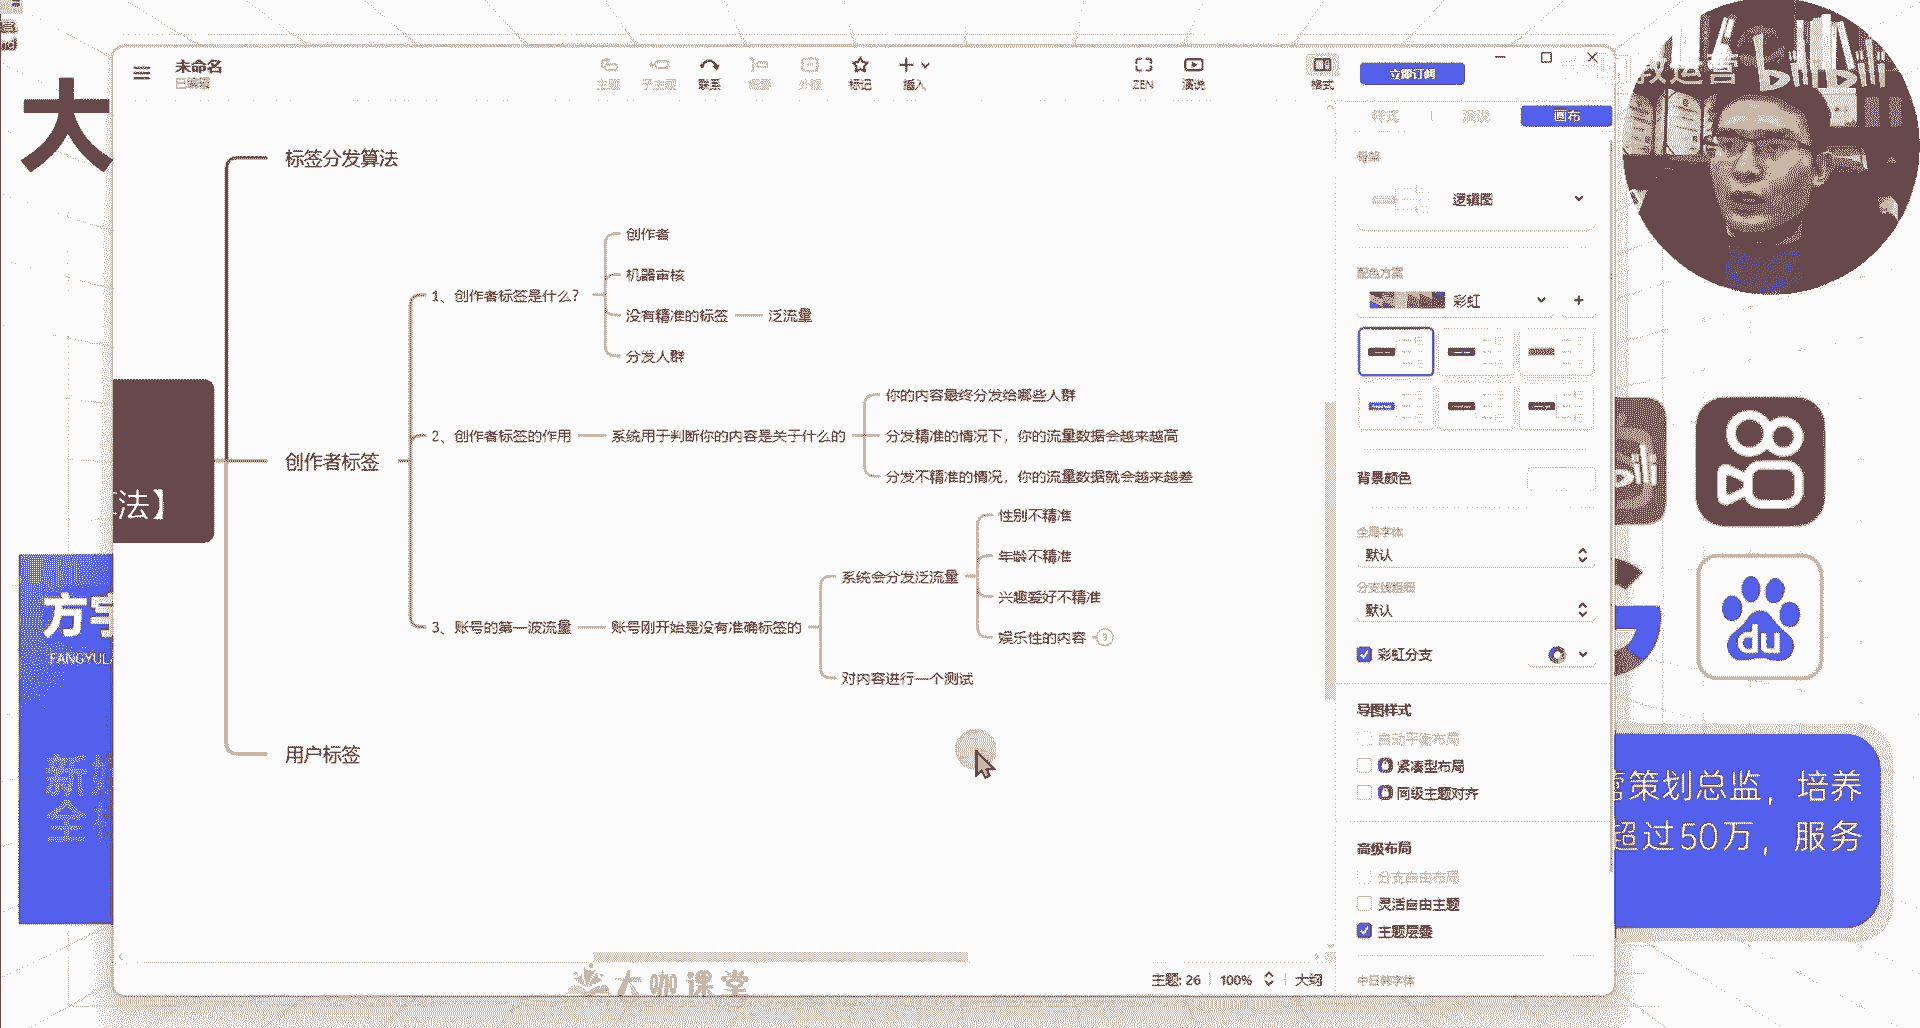 大
未命名
已编辑
主题
子主题
联系
概要
外框
标记
插入
ZEN
演说
格式
立即订阅
教运营
bilibili
样式
演说
画布
骨架
逻辑图
配色方案
彩虹
背景颜色
全局字体
默认
分支线粗细
默认
彩虹分支
导图样式
自动平衡布局
紧凑型布局
同级主题对齐
高级布局
分支自由布局
灵活自由主题
主题层叠
中日韩字体
标签分发算法
法】
创作者标签
1、创作者标签是什么?
创作者
机器审核
没有精准的标签
泛流量
分发人群
2、创作者标签的作用
系统用于判断你的内容是关于什么的
你的内容最终分发给哪些人群
分发精准的情况下，你的流量数据会越来越高
分发不精准的情况，你的流量数据就会越来越差
3、账号的第一波流量
账号刚开始是没有准确标签的
系统会分发泛流量
性别不精准
年龄不精准
兴趣爱好不精准
娱乐性的内容
3
对内容进行一个测试
用户标签
方
FANGYUL
新
全
bili
du
策划总监，培养
超过50万，服务
大咖课堂
主题: 26
100%
大纲